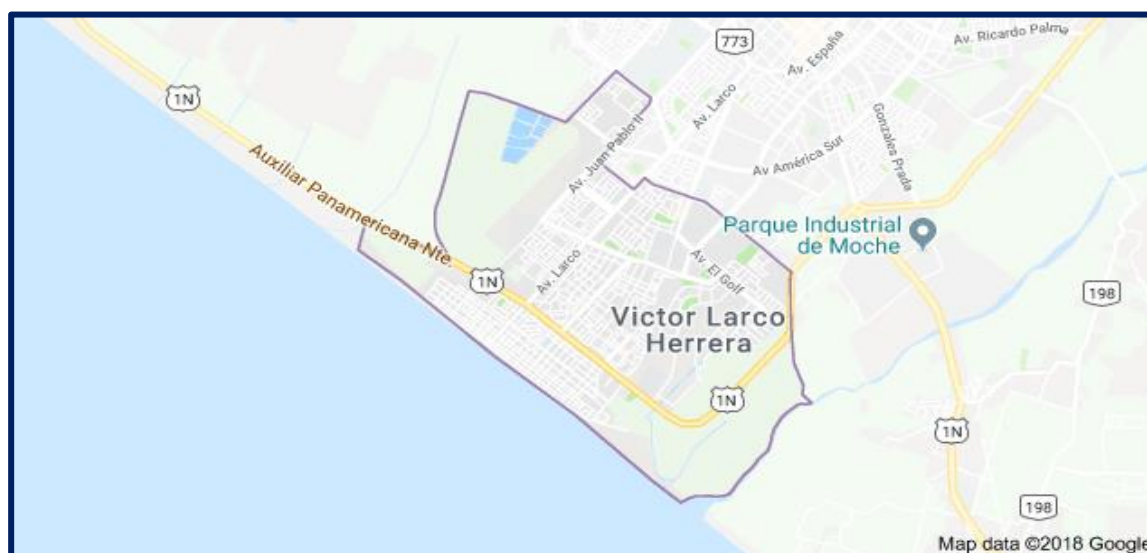 773
Av. Ricardo Palma
Av. España
1N
Av. Larco
Gonzales Prada
Av. Juan Pablo II
Auxiliar Panamericana Nte.
Av América Sur
Parque Industrial
de Moche
Av. El Golf
1N
Av. Larco
198
Victor Larco
Herrera
1N
1N
198
Map data ©2018 Google